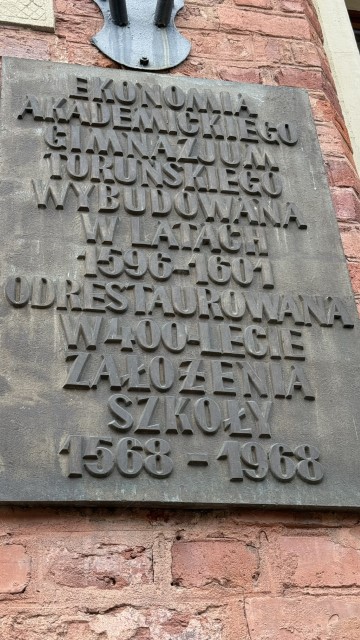 EKONOMIA
AKADEMICKIEGO
GIMNAZJUM
TORUŃSKIEGO
WYBUDOWANA
W LATACH
1596-1601
ODRESTAUROWANA
W 400-LECIE
ZAŁOŻENIA
SZKOŁY
1568 - 1968